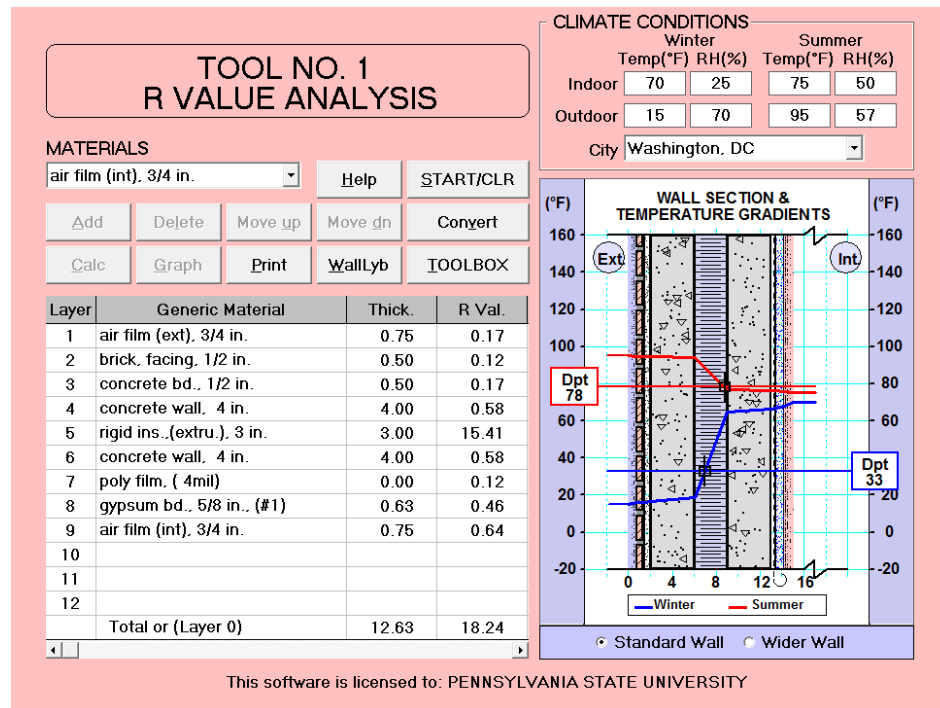 TOOL NO. 1
R VALUE ANALYSIS
CLIMATE CONDITIONS
Winter Summer
Temp(°F) RH(%) Temp(°F) RH(%)
Indoor 70 25 75 50
Outdoor 15 70 95 57
City Washington, DC
MATERIALS
air film (int), 3/4 in.
Help START/CLR
Add Delete Move up Move dn Convert
Calc Graph Print WallLyb TOOLBOX
Layer Generic Material Thick. R Val.
1 air film (ext), 3/4 in. 0.75 0.17
2 brick, facing, 1/2 in. 0.50 0.12
3 concrete bd., 1/2 in. 0.50 0.17
4 concrete wall, 4 in. 4.00 0.58
5 rigid ins.,(extru.), 3 in. 3.00 15.41
6 concrete wall, 4 in. 4.00 0.58
7 poly film, ( 4mil) 0.00 0.12
8 gypsum bd., 5/8 in., (#1) 0.63 0.46
9 air film (int), 3/4 in. 0.75 0.64
10
11
12
Total or (Layer 0) 12.63 18.24
(°F) WALL SECTION & (°F)
TEMPERATURE GRADIENTS
160 160
Ext. Int.
140 140
120 120
100 100
80
Dpt
78
60 60
40 40
Dpt
33
20 20
0 0
-20 -20
0 4 8 12 16
Winter Summer
Standard Wall Wider Wall
This software is licensed to: PENNSYLVANIA STATE UNIVERSITY